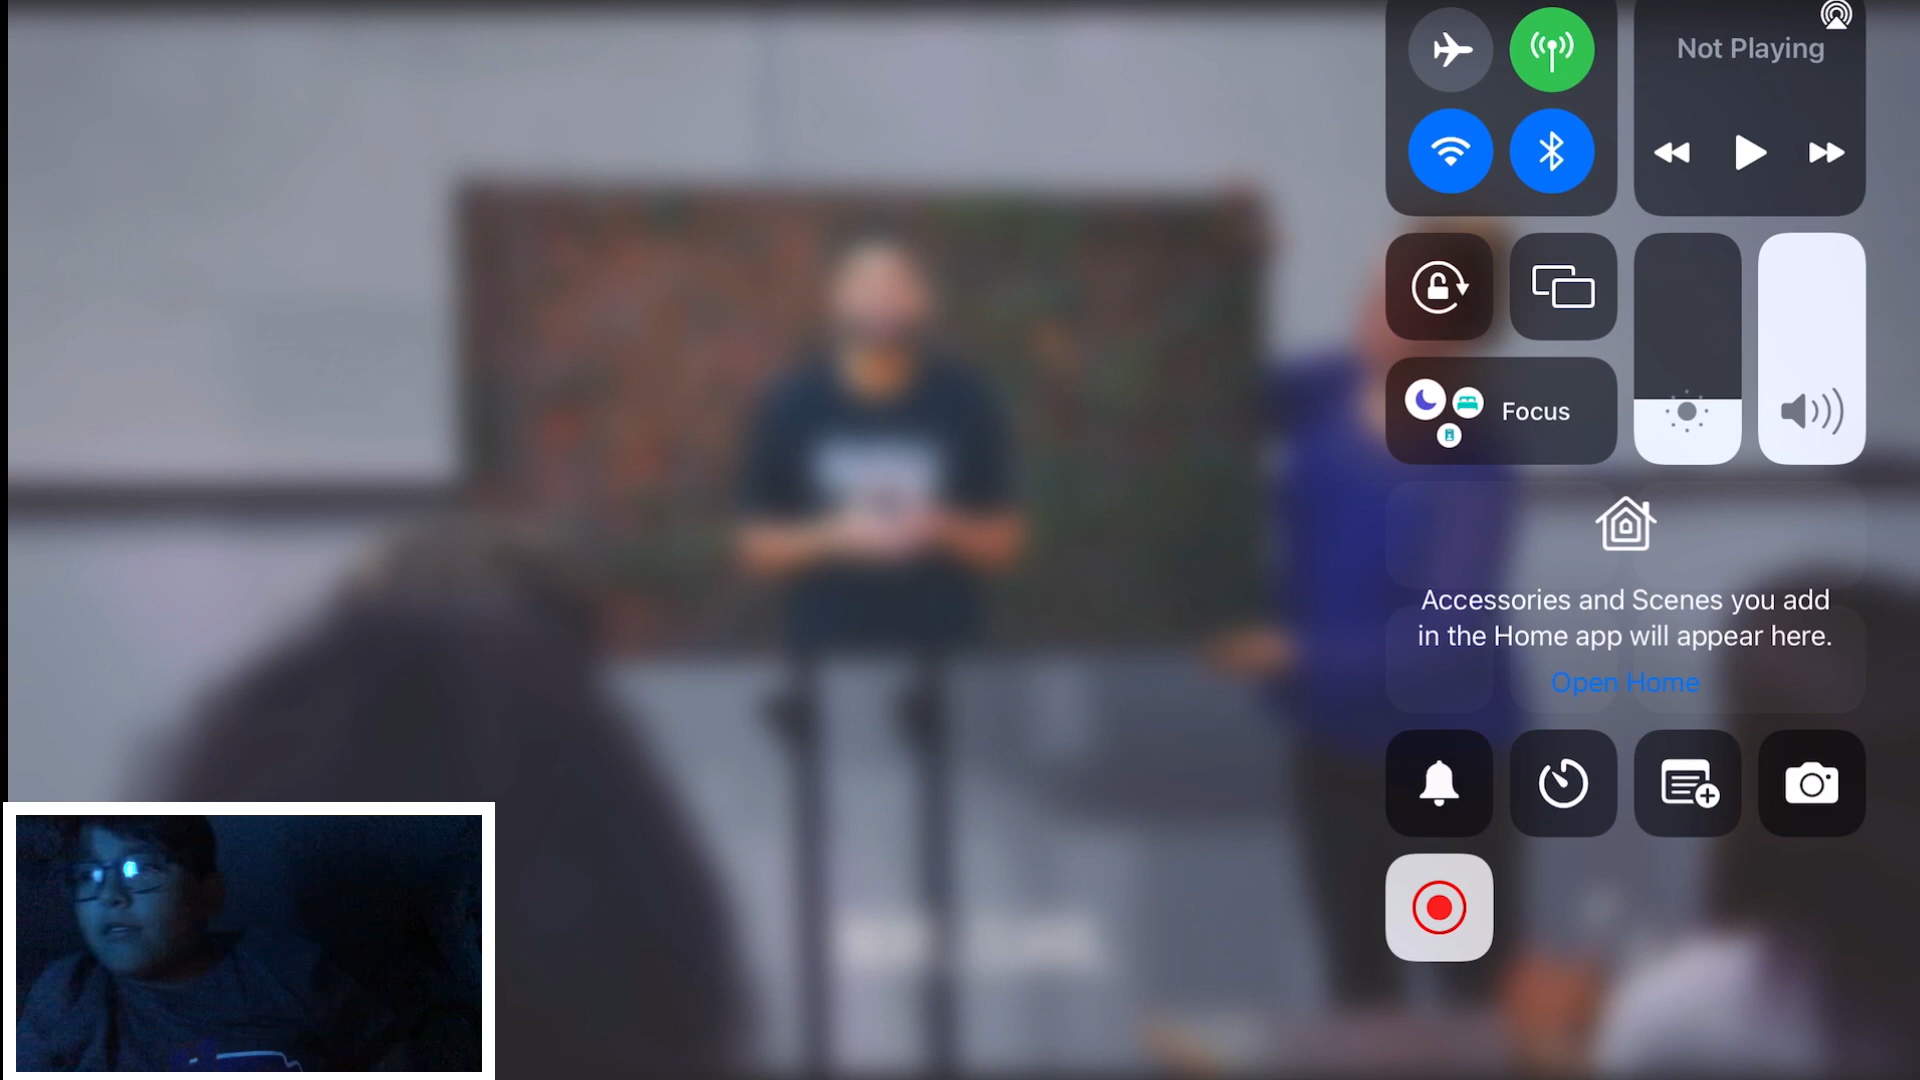 Not Playing
Focus
Accessories and Scenes you add
in the Home app will appear here.
Open Home